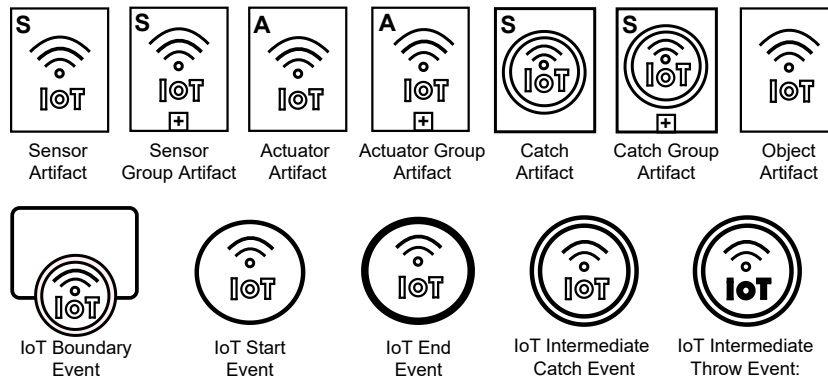 S S A A S S
IoT IoT IoT IoT IoT IoT IoT
+ + +
Sensor Sensor Actuator Actuator Group Catch Catch Group Object
Artifact Group Artifact Artifact Artifact Artifact Artifact Artifact
IoT IoT IoT IoT IoT
IoT Boundary IoT Start IoT End IoT Intermediate IoT Intermediate
Event Event Event Catch Event Throw Event: